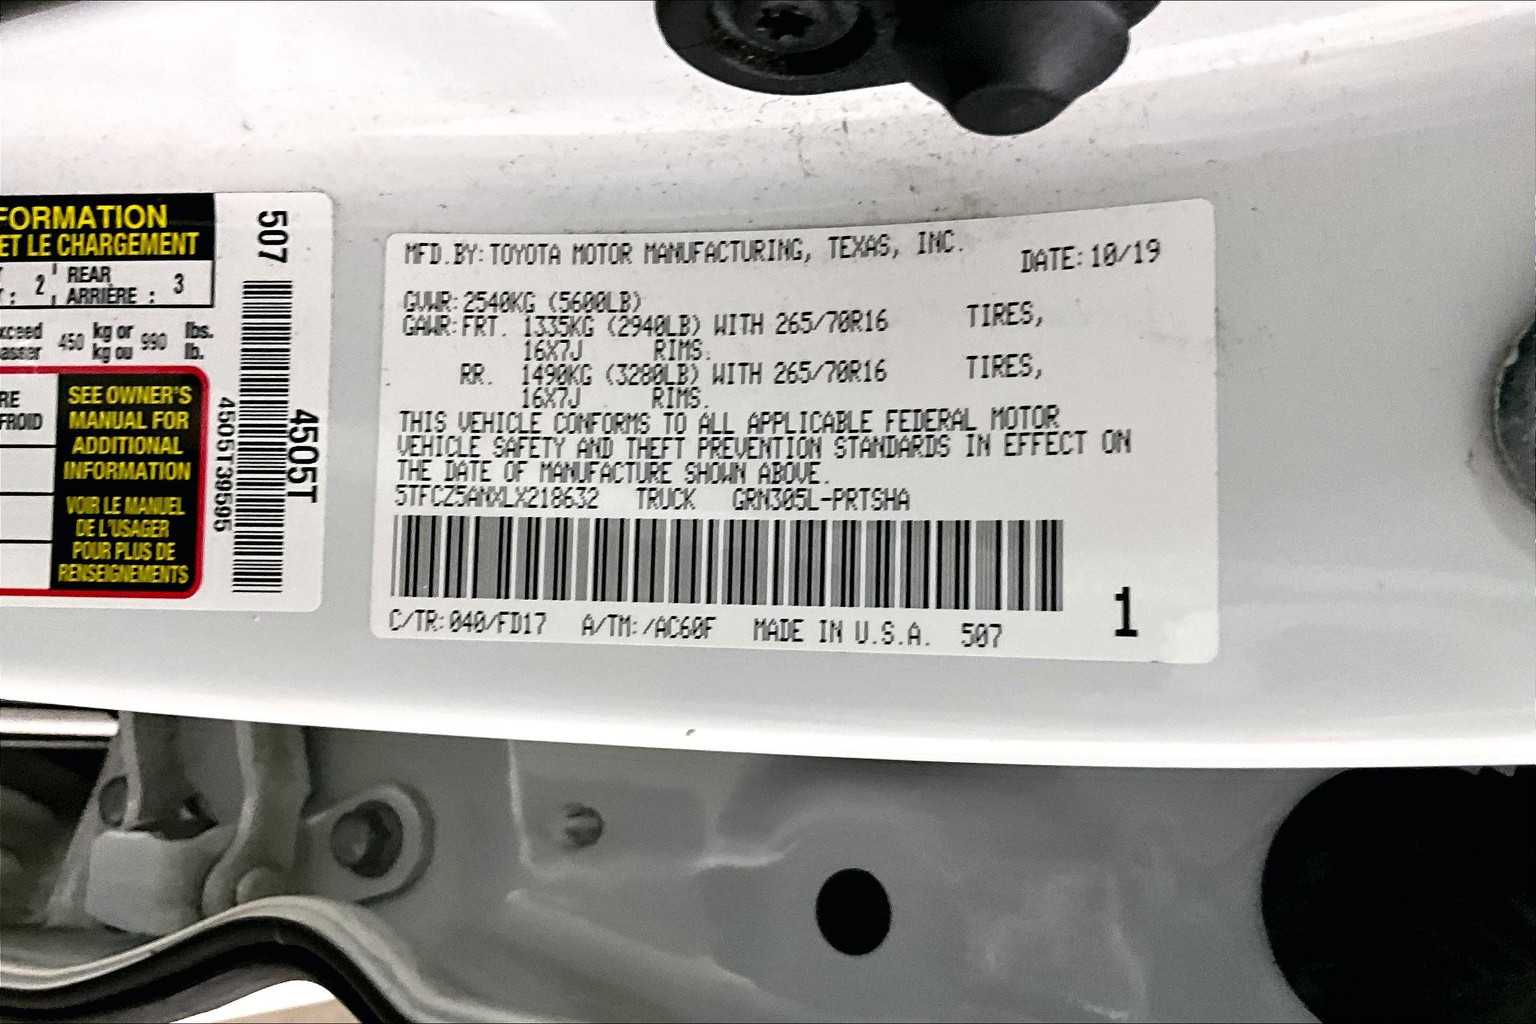 FORMATION
ET LE CHARGEMENT
: 2 REAR
ARRIÈRE : 3
xceed 450 kg or 990 lbs.
asser kg ou lb.
RE
FROID
SEE OWNER'S
MANUAL FOR
ADDITIONAL
INFORMATION
VOIR LE MANUEL
DE L'USAGER
POUR PLUS DE
RENSEIGNEMENTS
507
4505T
4505139595
MFD.BY:TOYOTA MOTOR MANUFACTURING, TEXAS, INC. DATE:10/19
GVWR:2540KG (5600LB)
GAWR:FRT. 1335KG (2940LB) WITH 265/70R16 TIRES,
16X7J RIMS.
RR. 1490KG (3280LB) WITH 265/70R16 TIRES,
16X7J RIMS.
THIS VEHICLE CONFORMS TO ALL APPLICABLE FEDERAL MOTOR
VEHICLE SAFETY AND THEFT PREVENTION STANDARDS IN EFFECT ON
THE DATE OF MANUFACTURE SHOWN ABOVE.
5TFCZ5ANXLX218632 TRUCK GRN305L-PRTSHA
C/TR:040/FD17 A/TM:/AC60F MADE IN U.S.A. 507
1